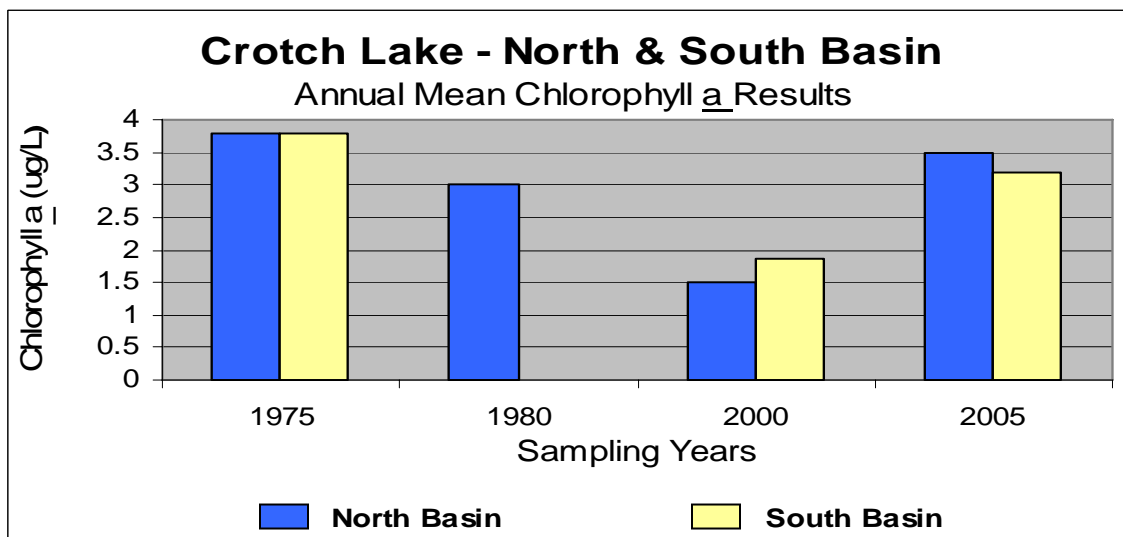 Crotch Lake - North & South Basin
Annual Mean Chlorophyll a Results
Chlorophyll a (ug/L)
4
3.5
3
2.5
2
1.5
1
0.5
0
1975 1980 2000 2005
Sampling Years
North Basin South Basin